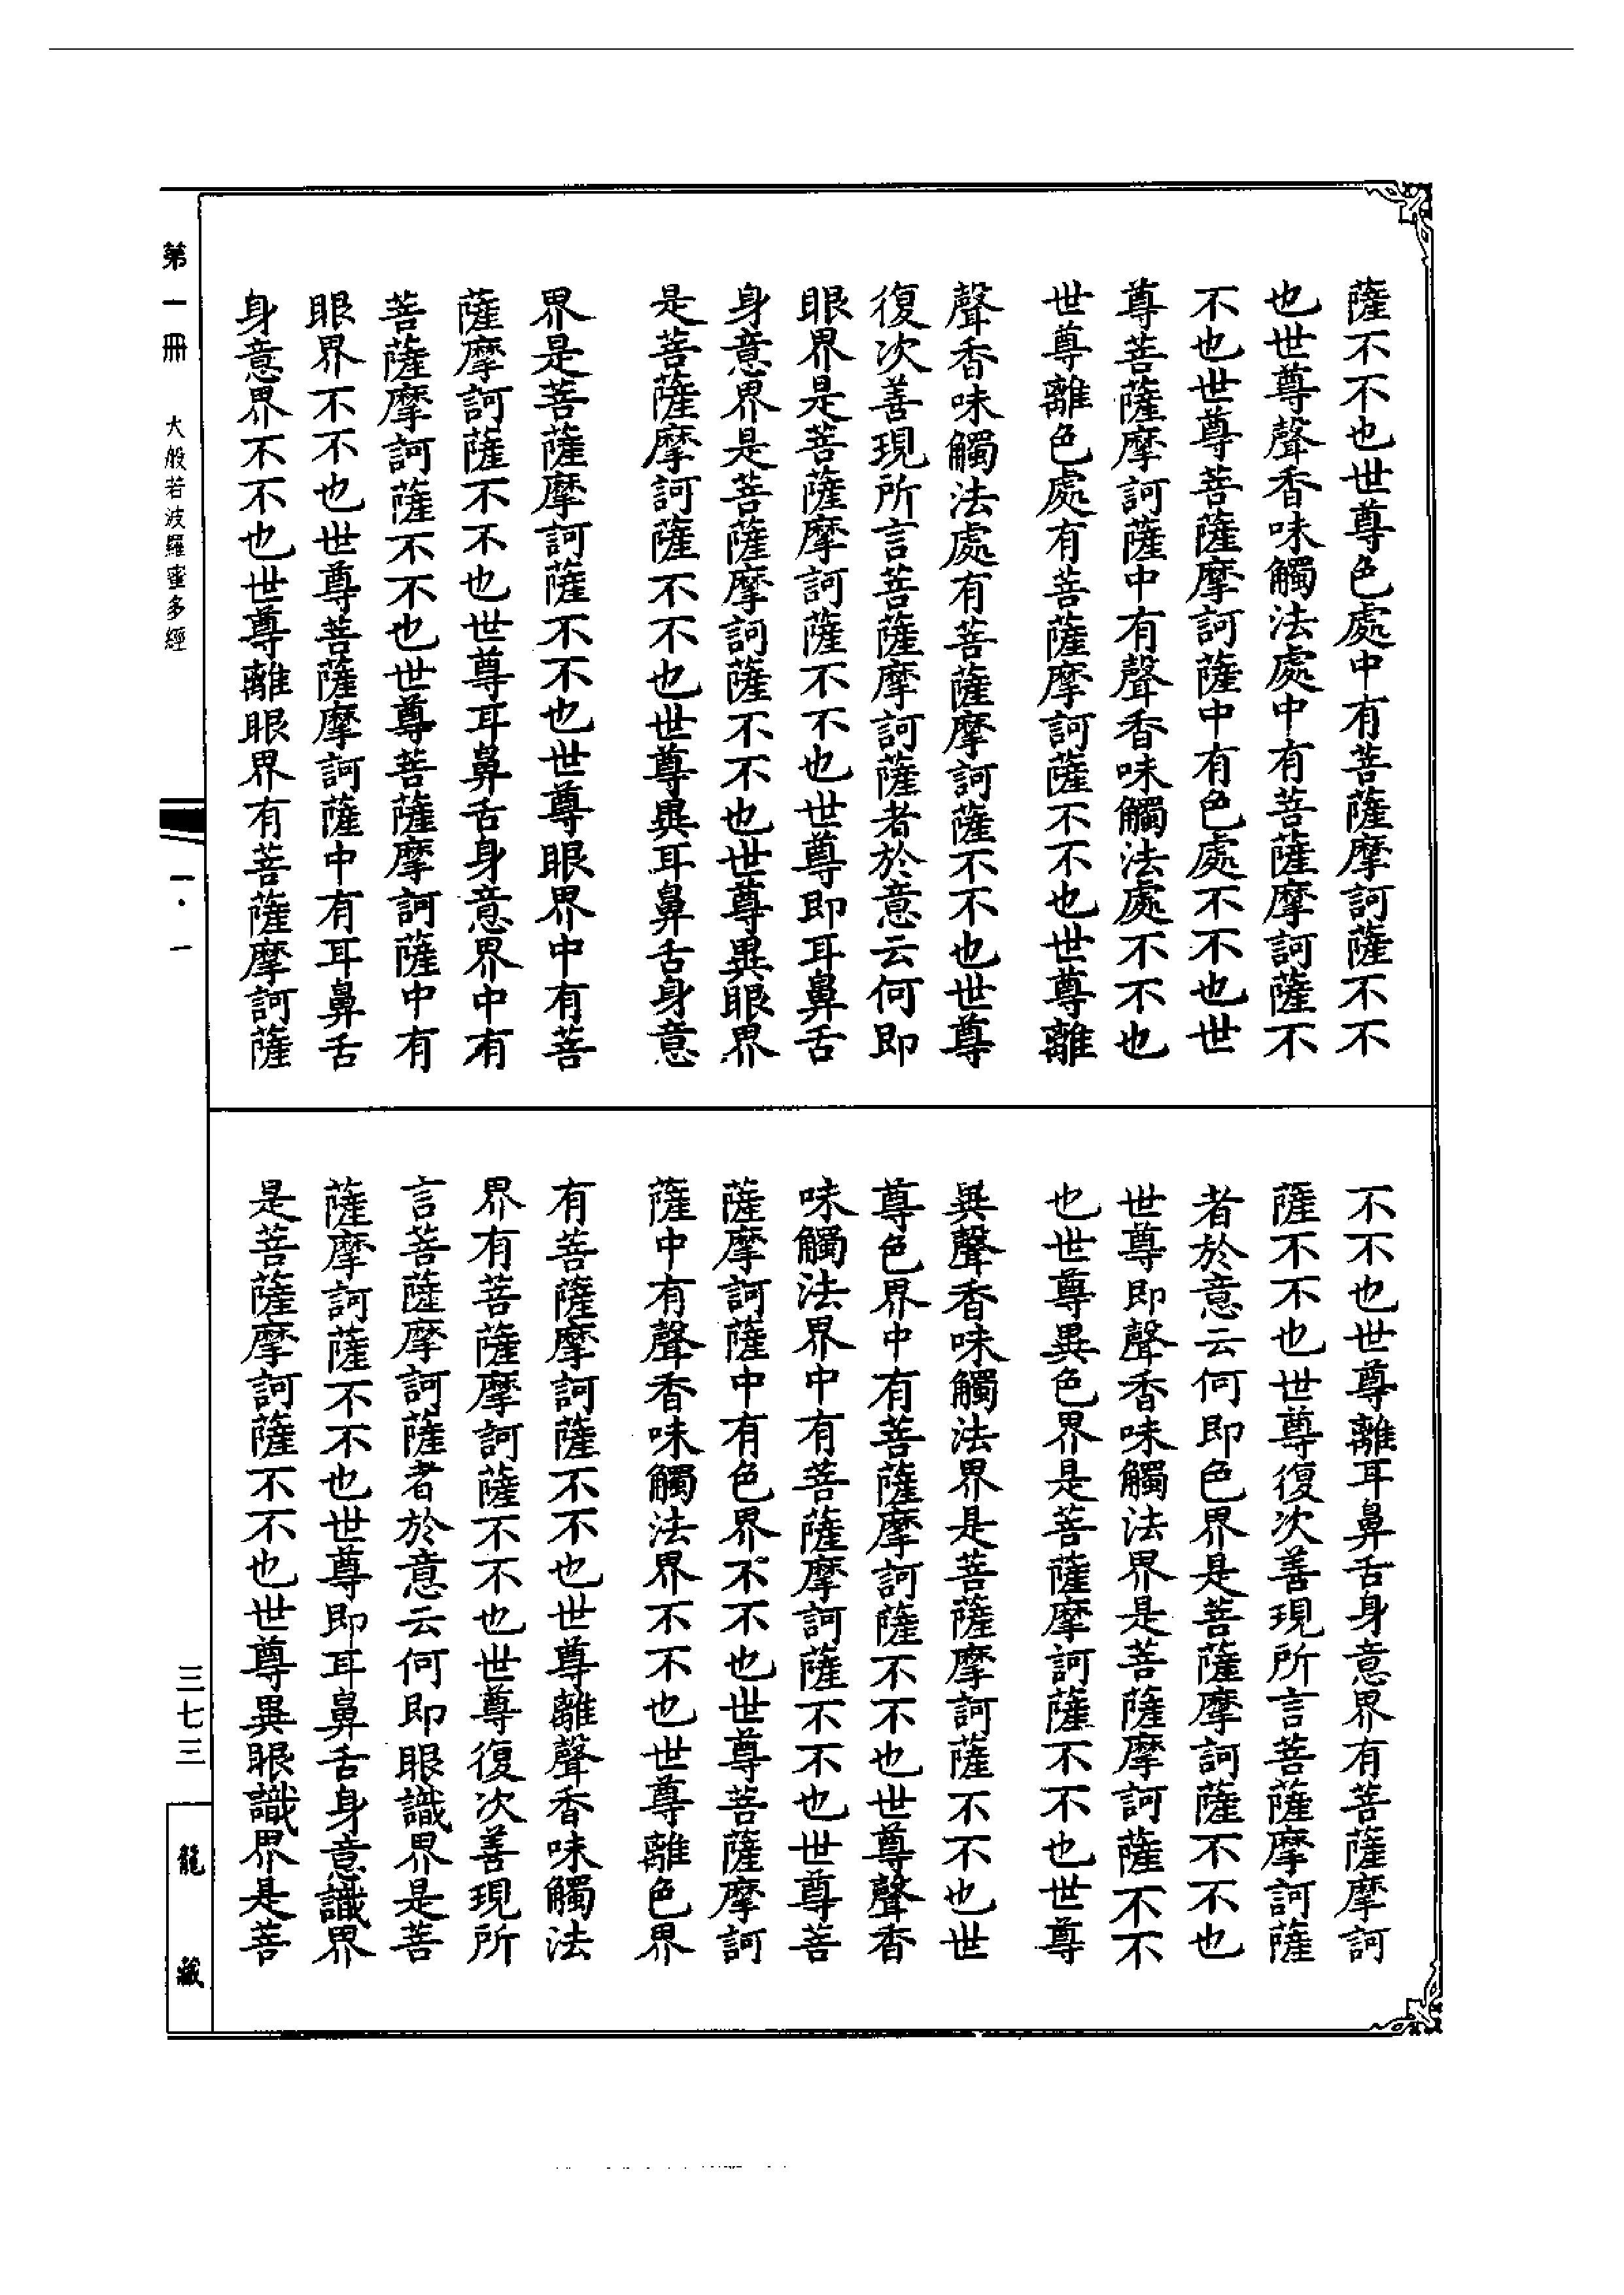 薩不不也世尊色處中有菩薩摩訶薩不不
也世尊聲香味觸法處中有菩薩摩訶薩不
不也世尊菩薩摩訶薩中有色處不不也世
尊菩薩摩訶薩中有聲香味觸法處不不也
世尊離色處有菩薩摩訶薩不不也世尊離
聲香味觸法處有菩薩摩訶薩不不也世尊
復次善現所言菩薩摩訶薩者於意云何即
眼界是菩薩摩訶薩不不也世尊即耳鼻舌
身意界是菩薩摩訶薩不不也世尊異眼界
是菩薩摩訶薩不不也世尊異耳鼻舌身意
界是菩薩摩訶薩不不也世尊眼界中有菩
薩摩訶薩不不也世尊耳鼻舌身意界中有
菩薩摩訶薩不不也世尊菩薩摩訶薩中有
眼界不不也世尊菩薩摩訶薩中有耳鼻舌
身意界不不也世尊離眼界有菩薩摩訶薩
不不也世尊離耳鼻舌身意界有菩薩摩訶
薩不不也世尊復次善現所言菩薩摩訶薩
者於意云何即色界是菩薩摩訶薩不不也
世尊即聲香味觸法界是菩薩摩訶薩不不
也世尊異色界是菩薩摩訶薩不不也世尊
異聲香味觸法界是菩薩摩訶薩不不也世
尊色界中有菩薩摩訶薩不不也世尊聲香
味觸法界中有菩薩摩訶薩不不也世尊菩
薩摩訶薩中有色界不不也世尊菩薩摩訶
薩中有聲香味觸法界不不也世尊離色界
有菩薩摩訶薩不不也世尊離聲香味觸法
界有菩薩摩訶薩不不也世尊復次善現所
言菩薩摩訶薩者於意云何即眼識界是菩
薩摩訶薩不不也世尊即耳鼻舌身意識界
是菩薩摩訶薩不不也世尊異眼識界是菩
第一冊 大般若波羅蜜多經 一·一
三七三
龍藏